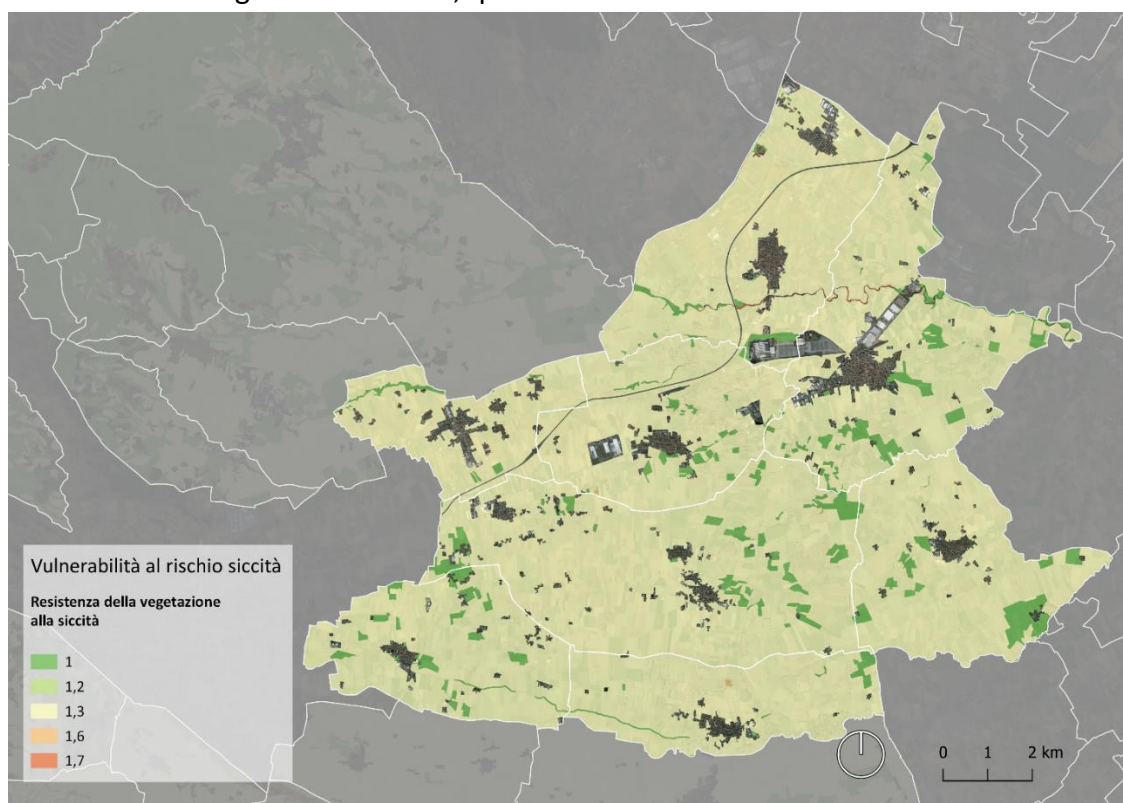 Vulnerabilità al rischio siccità
Resistenza della vegetazione
alla siccità
1
1,2
1,3
1,6
1,7
0 1 2 km